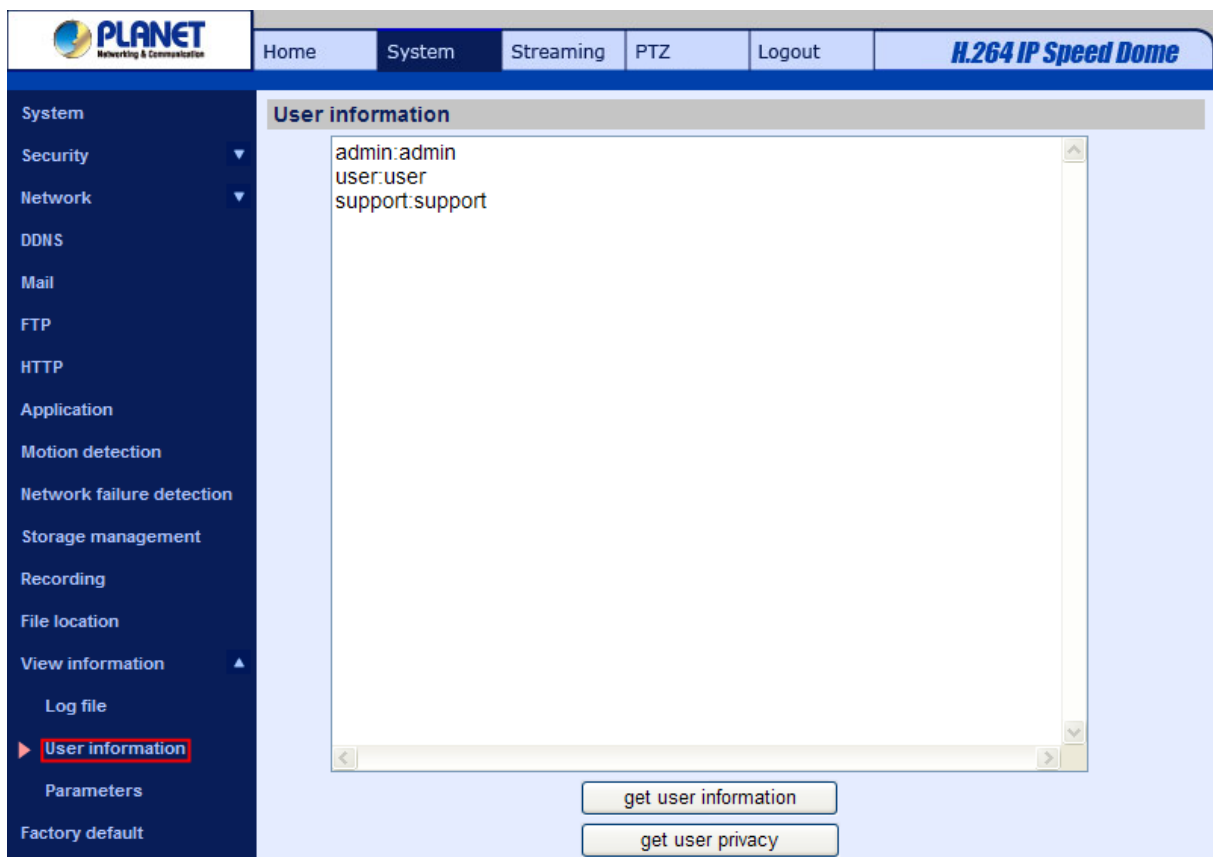 PLANET
Networking & Communication
Home System Streaming PTZ Logout H.264 IP Speed Dome
System
Security
Network
DDNS
Mail
FTP
HTTP
Application
Motion detection
Network failure detection
Storage management
Recording
File location
View information
Log file
User information
Parameters
Factory default
User information
admin:admin
user:user
support:support
get user information
get user privacy